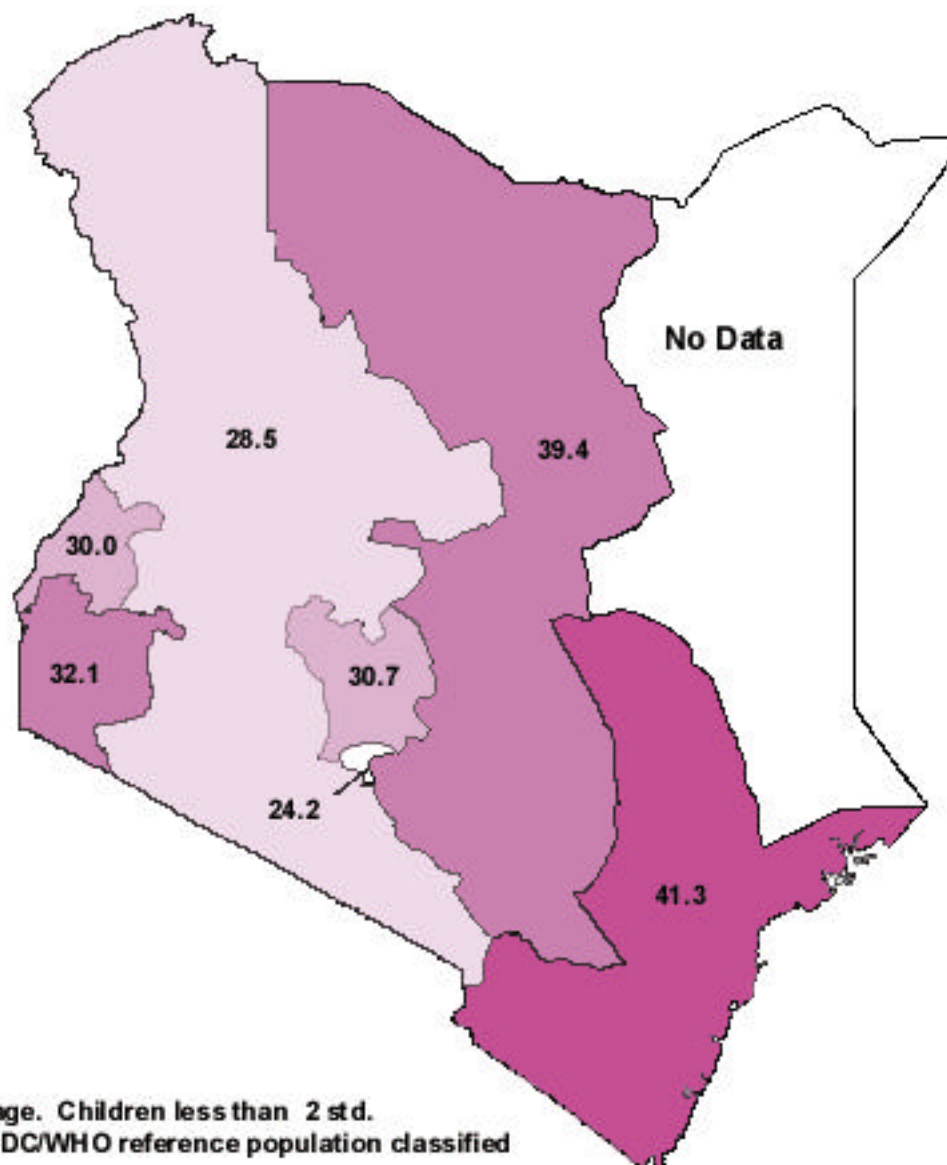 No Data
28.5
39.4
30.0
32.1
30.7
24.2
41.3
Children less than 2 std.
DC/WHO reference population classified